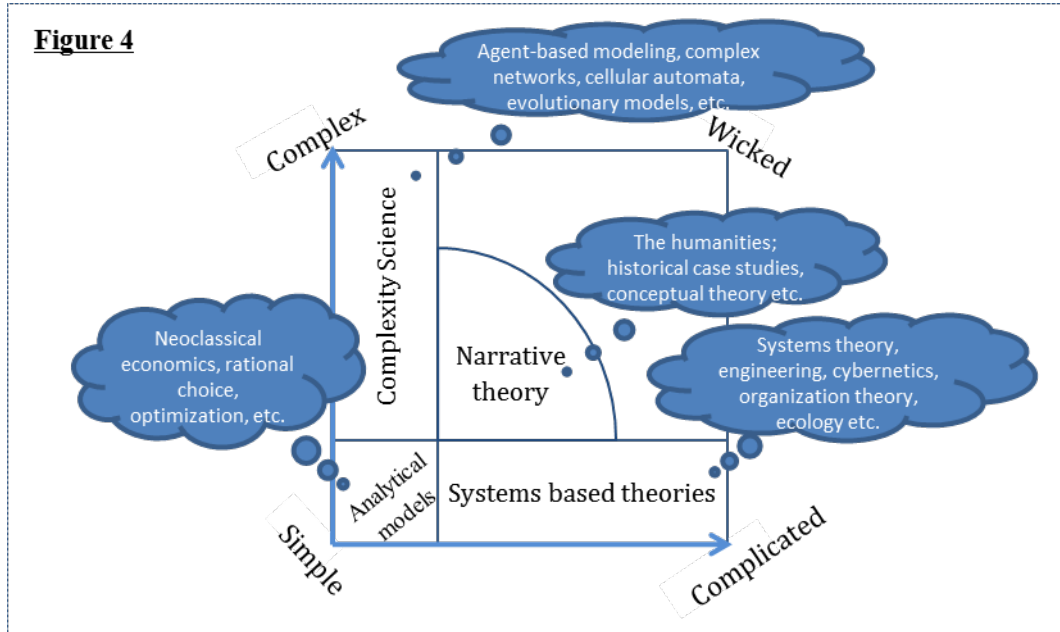 Figure 4
Agent-based modeling, complex
networks, cellular automata,
evolutionary models, etc.
Complex
Wicked
Complexity Science
The humanities;
historical case studies,
conceptual theory etc.
Neoclassical
economics, rational
choice,
optimization, etc.
Narrative
theory
Systems theory,
engineering, cybernetics,
organization theory,
ecology etc.
Analytical
models
Systems based theories
Simple
Complicated